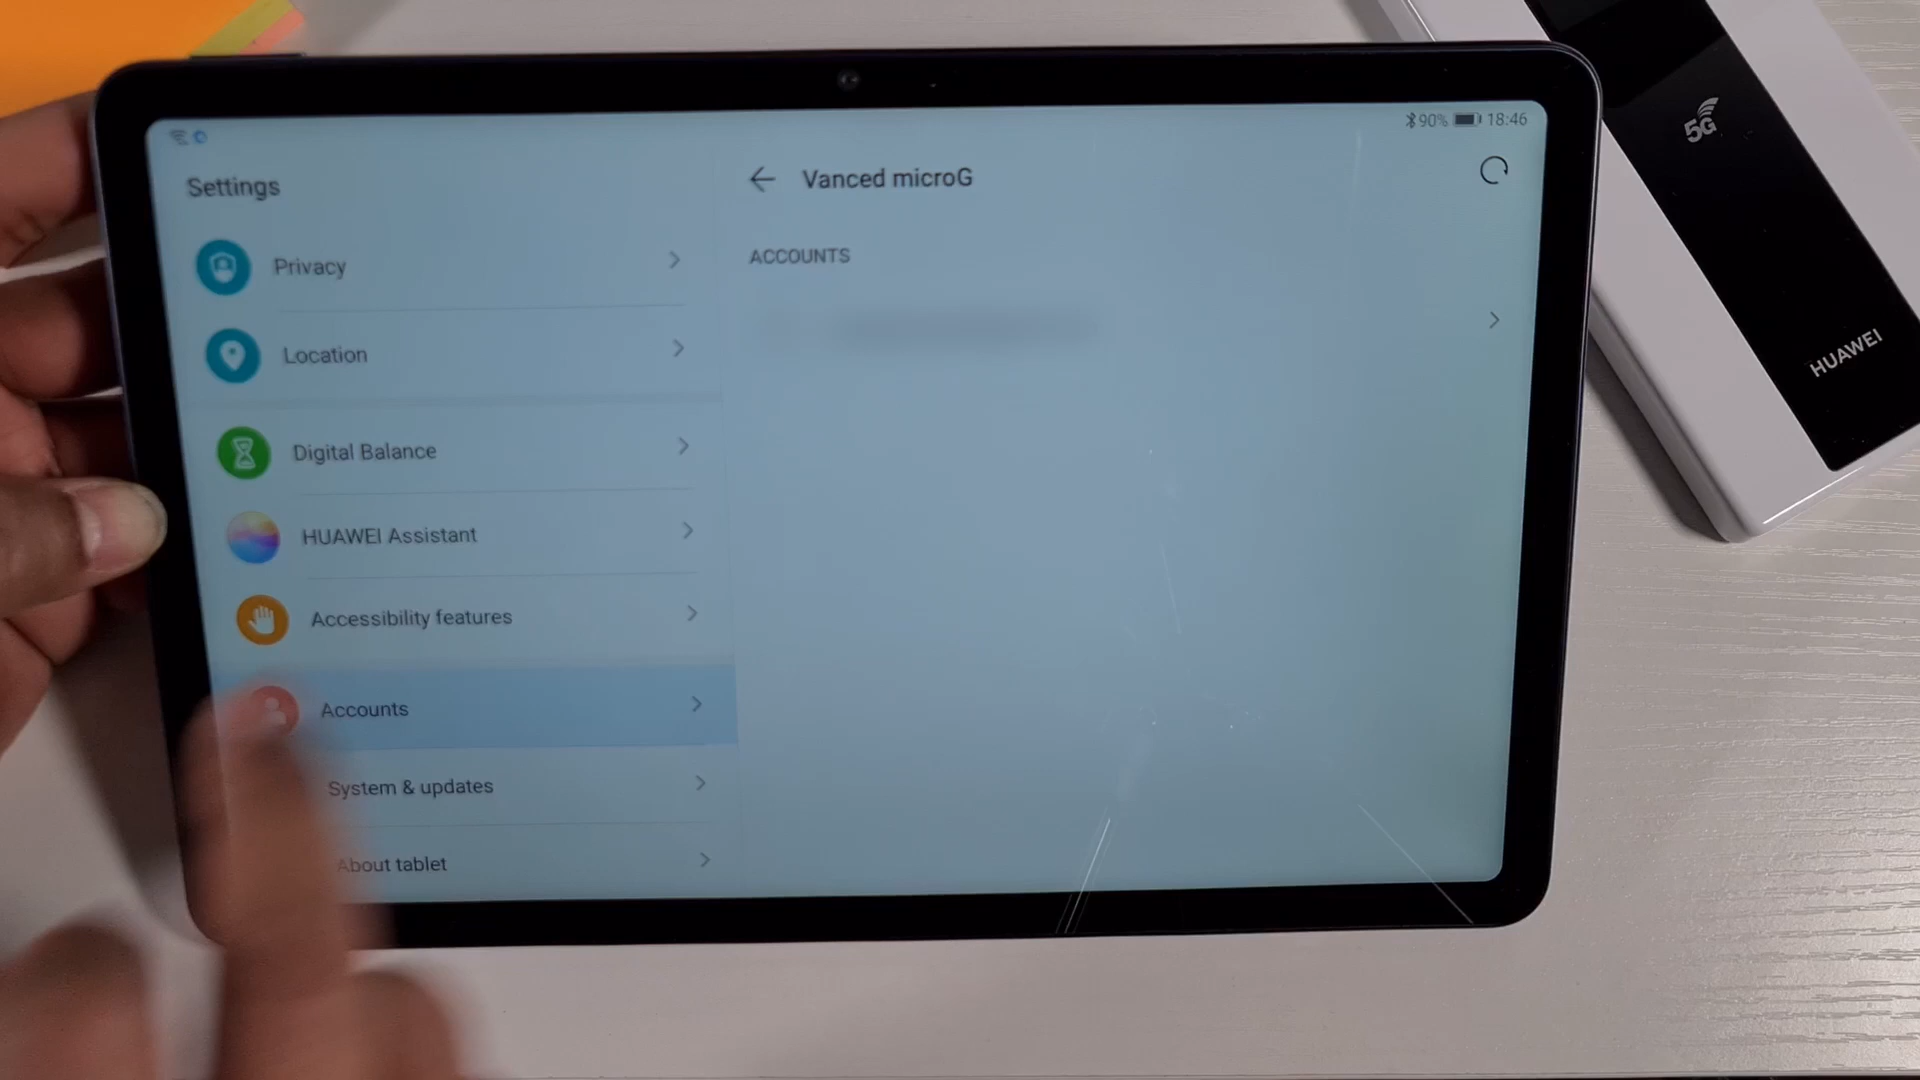 90% 18:46
Settings
Vanced microG
Privacy
ACCOUNTS
Location
Digital Balance
HUAWEI Assistant
Accessibility features
Accounts
System & updates
About tablet
5G
HUAWEI